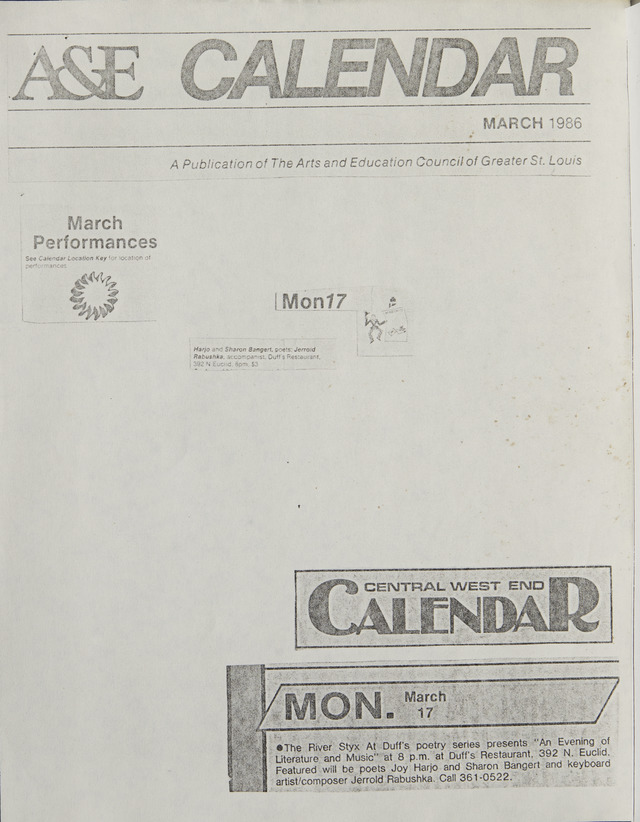 A&E CALENDAR
MARCH 1986
A Publication of The Arts and Education Council of Greater St. Louis
March
Performances
See Calendar Location Key for location of
performances
Mon17
Harjo and Sharon Bangert, poets; Jerrold
Rabushka, accompanist, Duff's Restaurant,
392 N. Euclid, 8pm, $3
CENTRAL WEST END
CALENDAR
MON. March
17
●The River Styx At Duff's poetry series presents "An Evening of
Literature and Music" at 8 p.m. at Duff's Restaurant, 392 N. Euclid.
Featured will be poets Joy Harjo and Sharon Bangert and keyboard
artist/composer Jerrold Rabushka. Call 361-0522.